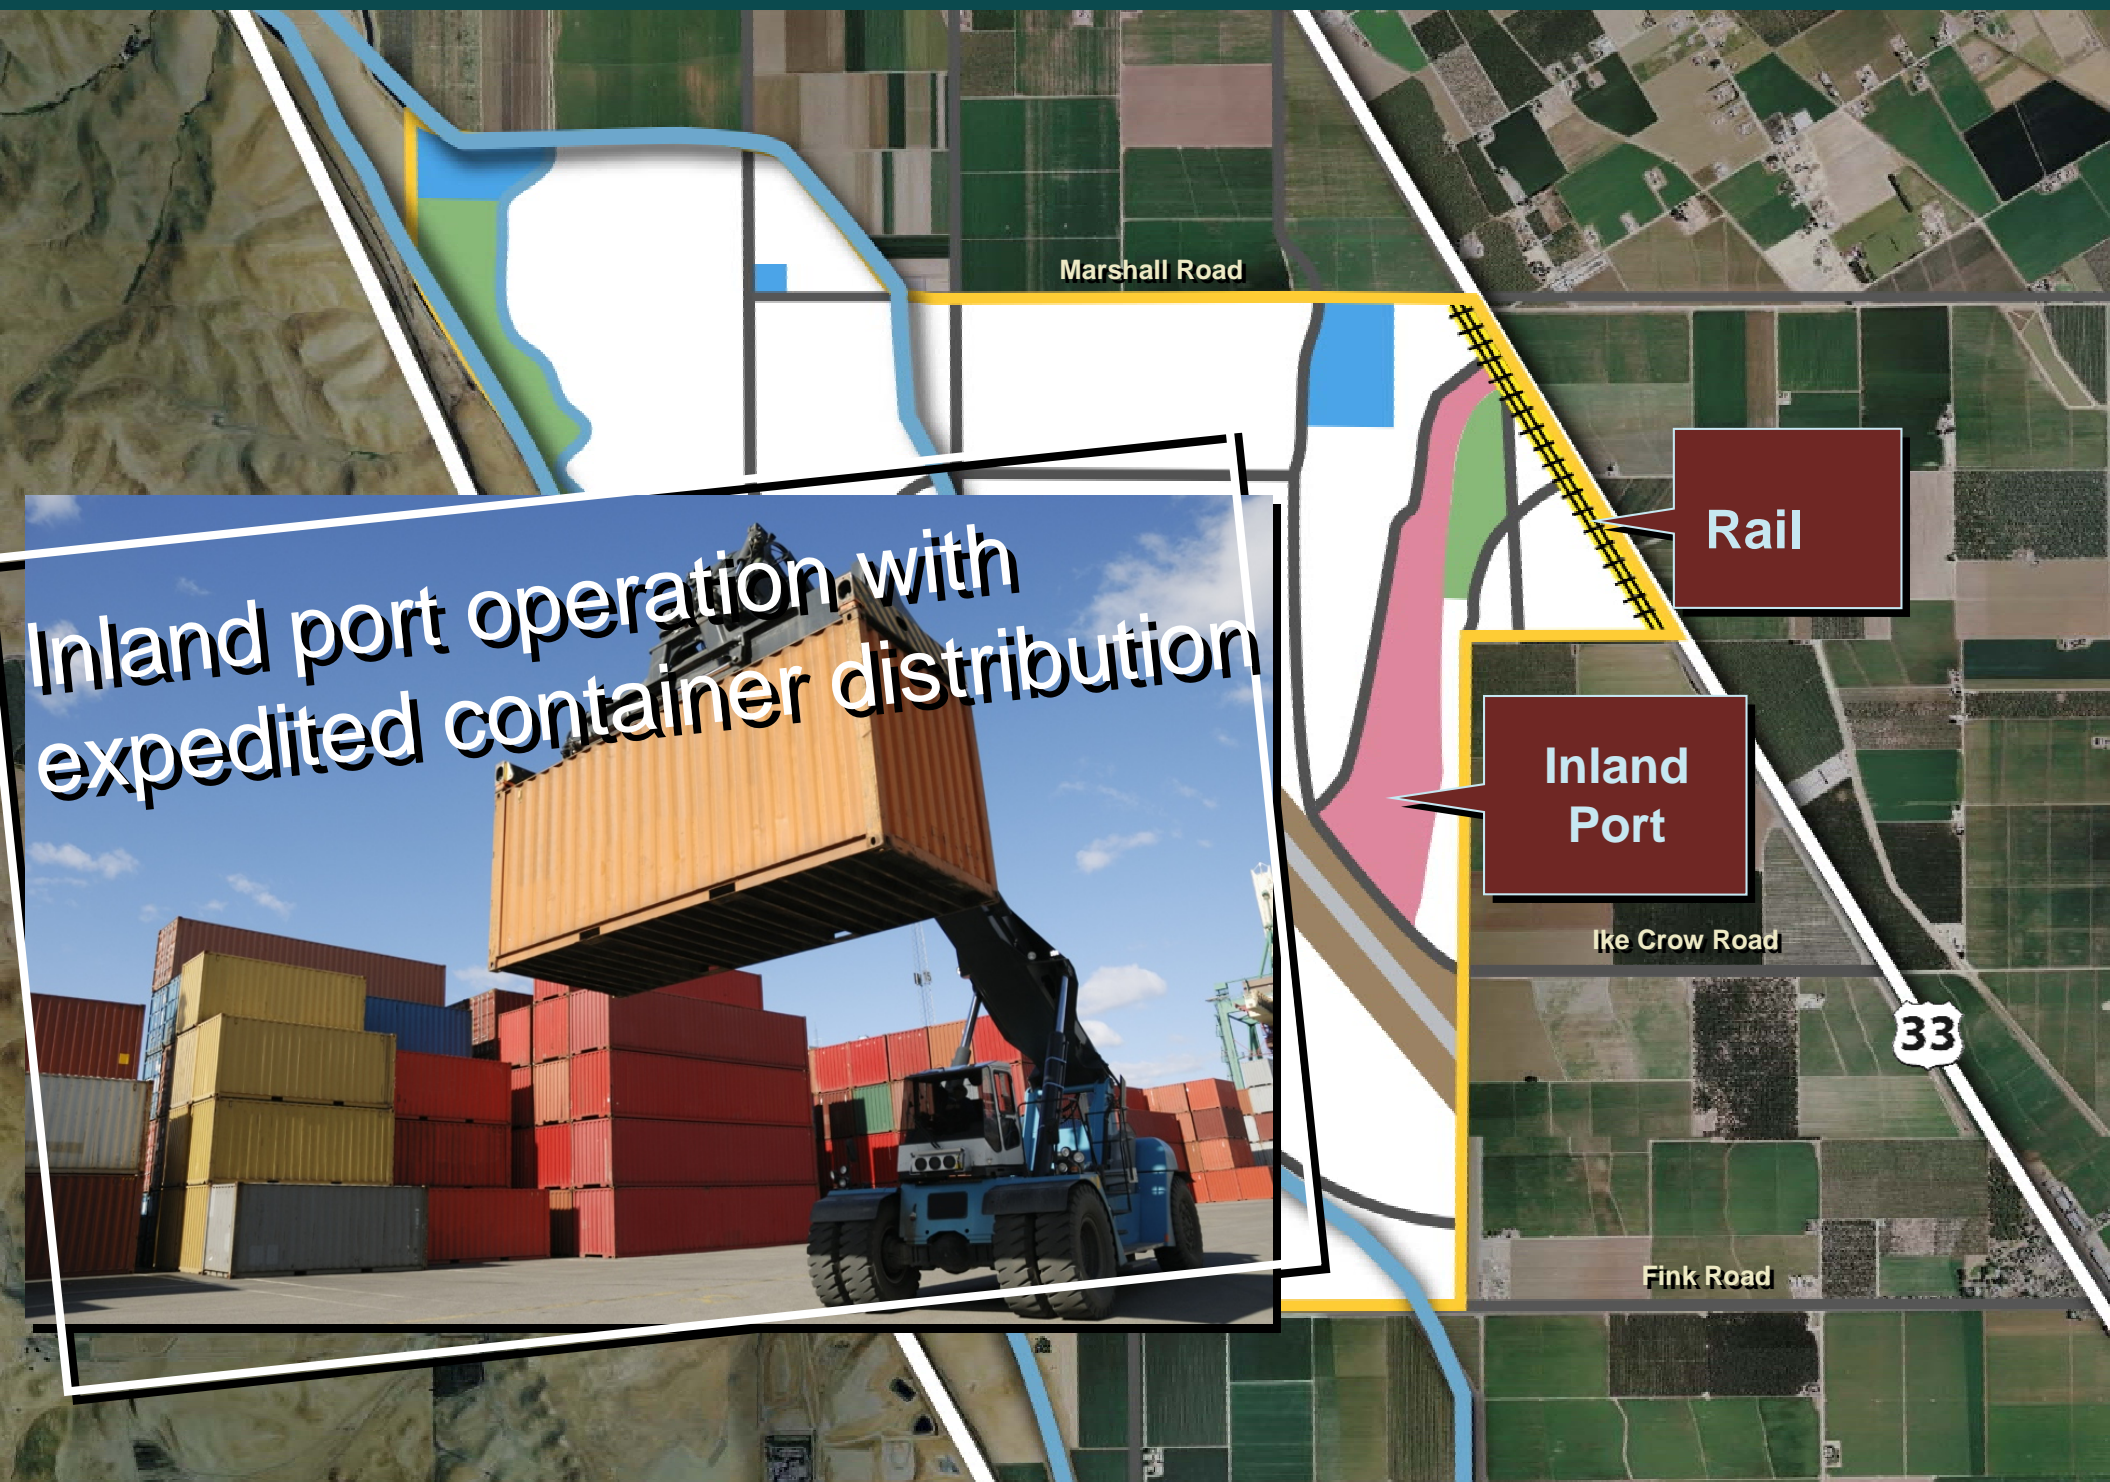 Marshall Road
Rail
Inland port operation with
expedited container distribution
Inland
Port
Ike Crow Road
33
Fink Road